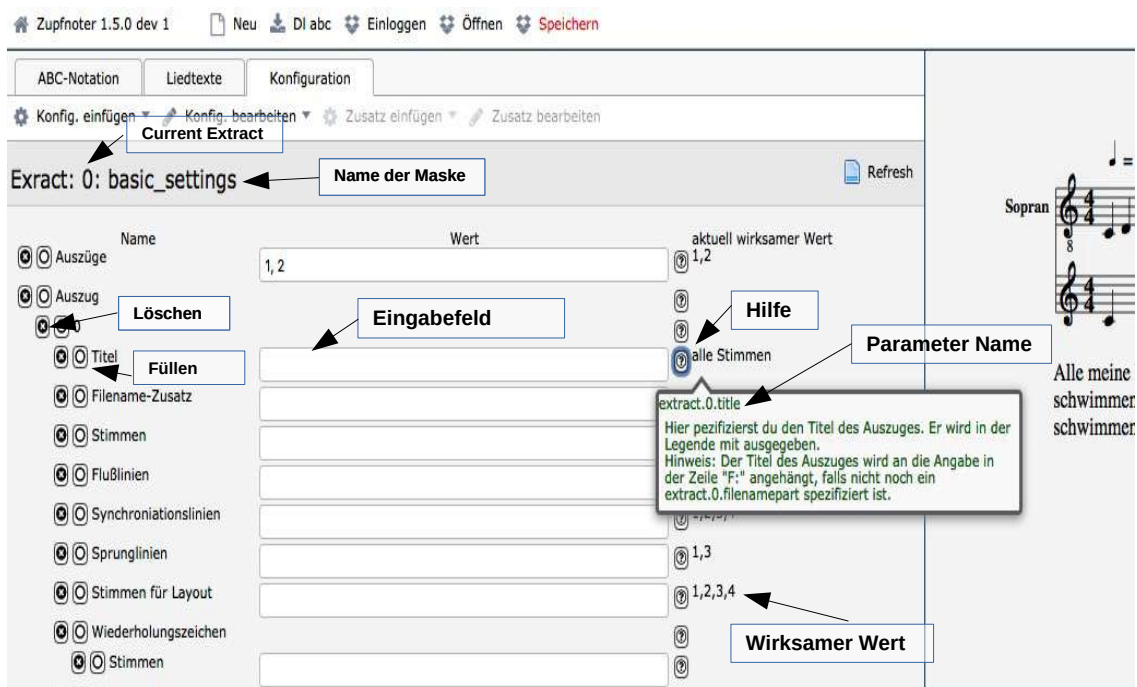 Zupfnoter 1.5.0 dev 1 Neu Dl abc Einloggen Öffnen Speichern
ABC-Notation Liedtexte Konfiguration
Konfig. einfügen Konfig. bearbeiten Zusatz einfügen Zusatz bearbeiten
Current Extract
Exract: 0: basic_settings
Name der Maske
Refresh
Name Wert aktuell wirksamer Wert
Auszüge 1, 2 1,2
Auszug
Löschen
Eingabefeld
Hilfe
Titel alle Stimmen
Füllen
Parameter Name
Filename-Zusatz
extract.0.title
Hier pezifizierst du den Titel des Auszuges. Er wird in der
Legende mit ausgegeben.
Hinweis: Der Titel des Auszuges wird an die Angabe in
der Zeile "F:" angehängt, falls nicht noch ein
extract.0.filenamepart spezifiziert ist.
Stimmen
Flußlinien
Synchroniationslinien
Sprunglinien 1,3
Stimmen für Layout 1,2,3,4
Wiederholungszeichen
Wirksamer Wert
Stimmen
Sopran
4
4
8
4
4
Alle meine
schwimmen
schwimmen